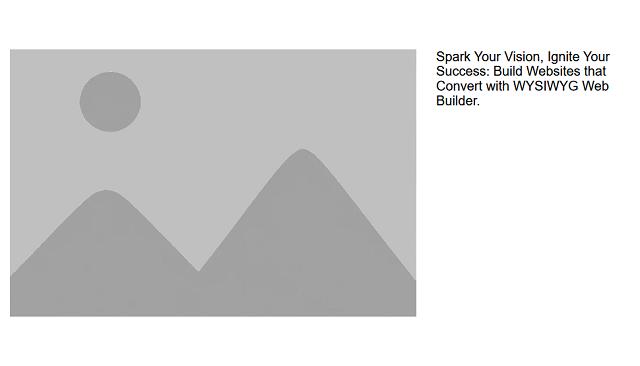 Spark Your Vision, Ignite Your
Success: Build Websites that
Convert with WYSIWYG Web
Builder.